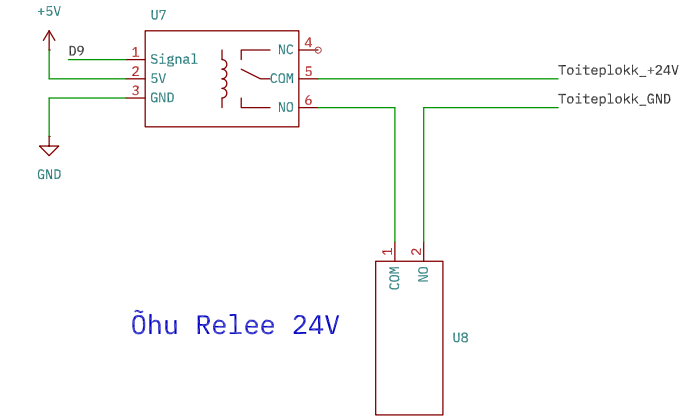 +5V
U7
D9
1
Signal
2
5V
3
GND
NC
4
COM
5
NO
6
Toiteplokk_+24V
Toiteplokk_GND
GND
1
2
COM
NO
Õhu Relee 24V
U8